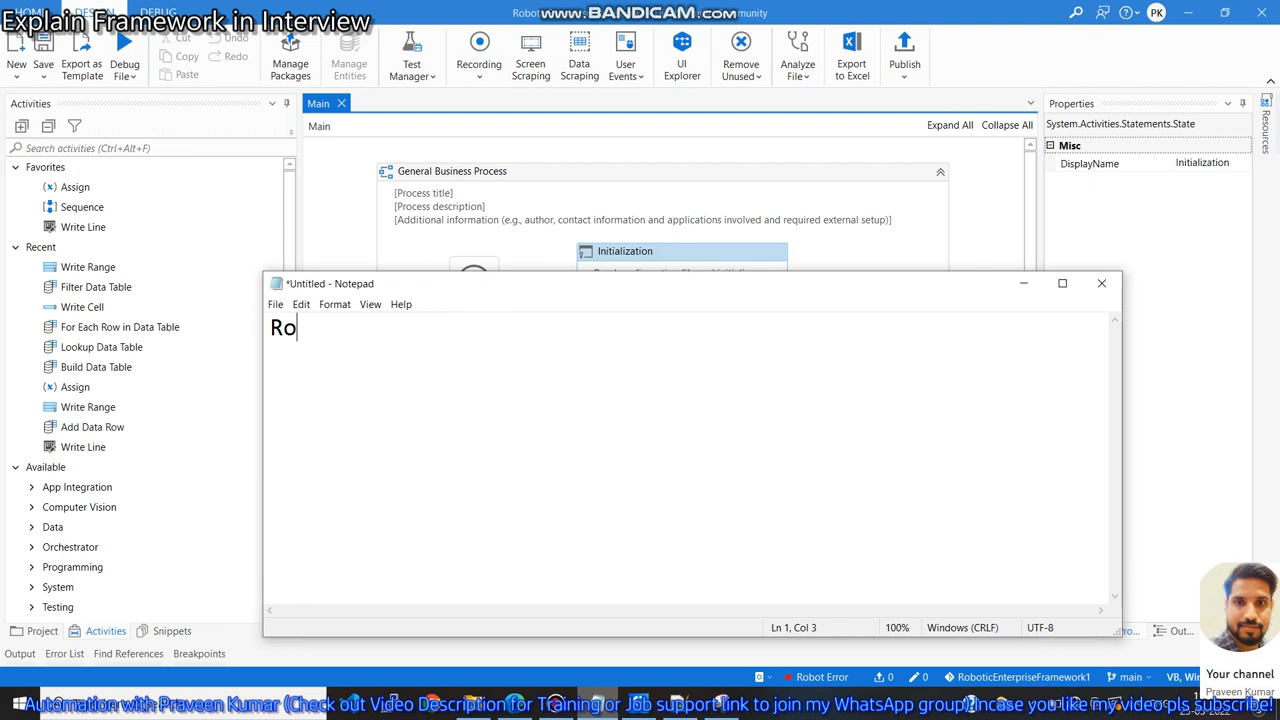 Explain Framework in Interview
www.BANDICAM.com
DEBUG
PK
New
Save
Export as Template
Debug File
Cut
Copy
Paste
Undo
Redo
Manage Packages
Manage Entities
Test Manager
Recording
Screen Scraping
Data Scraping
User Events
UI Explorer
Remove Unused
Analyze File
Export to Excel
Publish
Activities
Search activities (Ctrl+Alt+F)
Favorites
Assign
Sequence
Write Line
Recent
Write Range
Filter Data Table
Write Cell
For Each Row in Data Table
Lookup Data Table
Build Data Table
Assign
Write Range
Add Data Row
Write Line
Available
App Integration
Computer Vision
Data
Orchestrator
Programming
System
Testing
Project
Activities
Snippets
Main
Main
Expand All
Collapse All
General Business Process
[Process title]
[Process description]
[Additional information (e.g., author, contact information and applications involved and required external setup)]
Initialization
*Untitled - Notepad
File Edit Format View Help
Ro
Ln 1, Col 3
100%
Windows (CRLF)
UTF-8
Properties
System.Activities.Statements.State
Misc
DisplayName
Initialization
Resources
Out...
Output
Error List
Find References
Breakpoints
Robot Error
0
0
RoboticEnterpriseFramework1
main
Your channel
Praveen Kumar
Automation with Praveen Kumar (Check out Video Description for Training or Job support link to join my WhatsApp group)Incase you like my video pls subscribe!